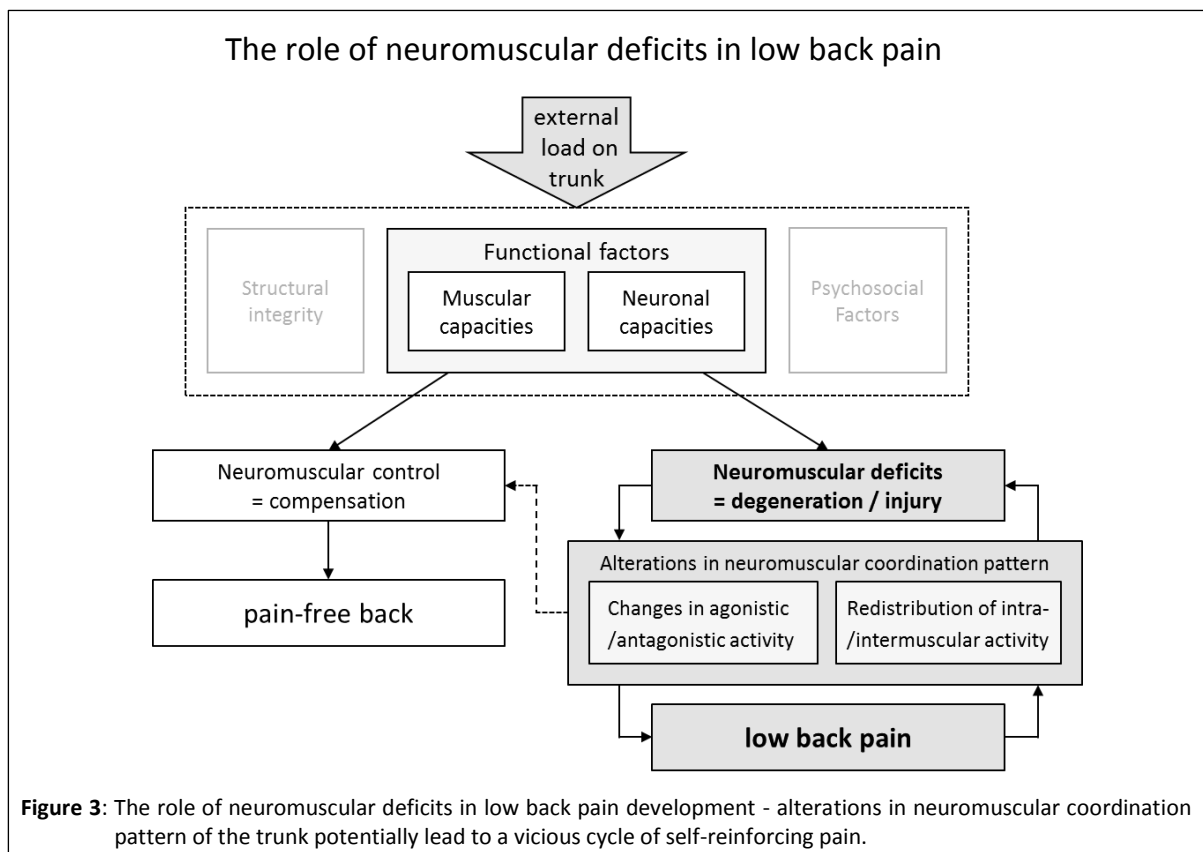 The role of neuromuscular deficits in low back pain
external
load on
trunk
Functional factors
Structural
integrity
Muscular
capacities
Neuronal
capacities
Psychosocial
Factors
Neuromuscular control
= compensation
Neuromuscular deficits
= degeneration / injury
Alterations in neuromuscular coordination pattern
Changes in agonistic
/antagonistic activity
Redistribution of intra-
/intermuscular activity
pain-free back
low back pain
Figure 3: The role of neuromuscular deficits in low back pain development - alterations in neuromuscular coordination
pattern of the trunk potentially lead to a vicious cycle of self-reinforcing pain.